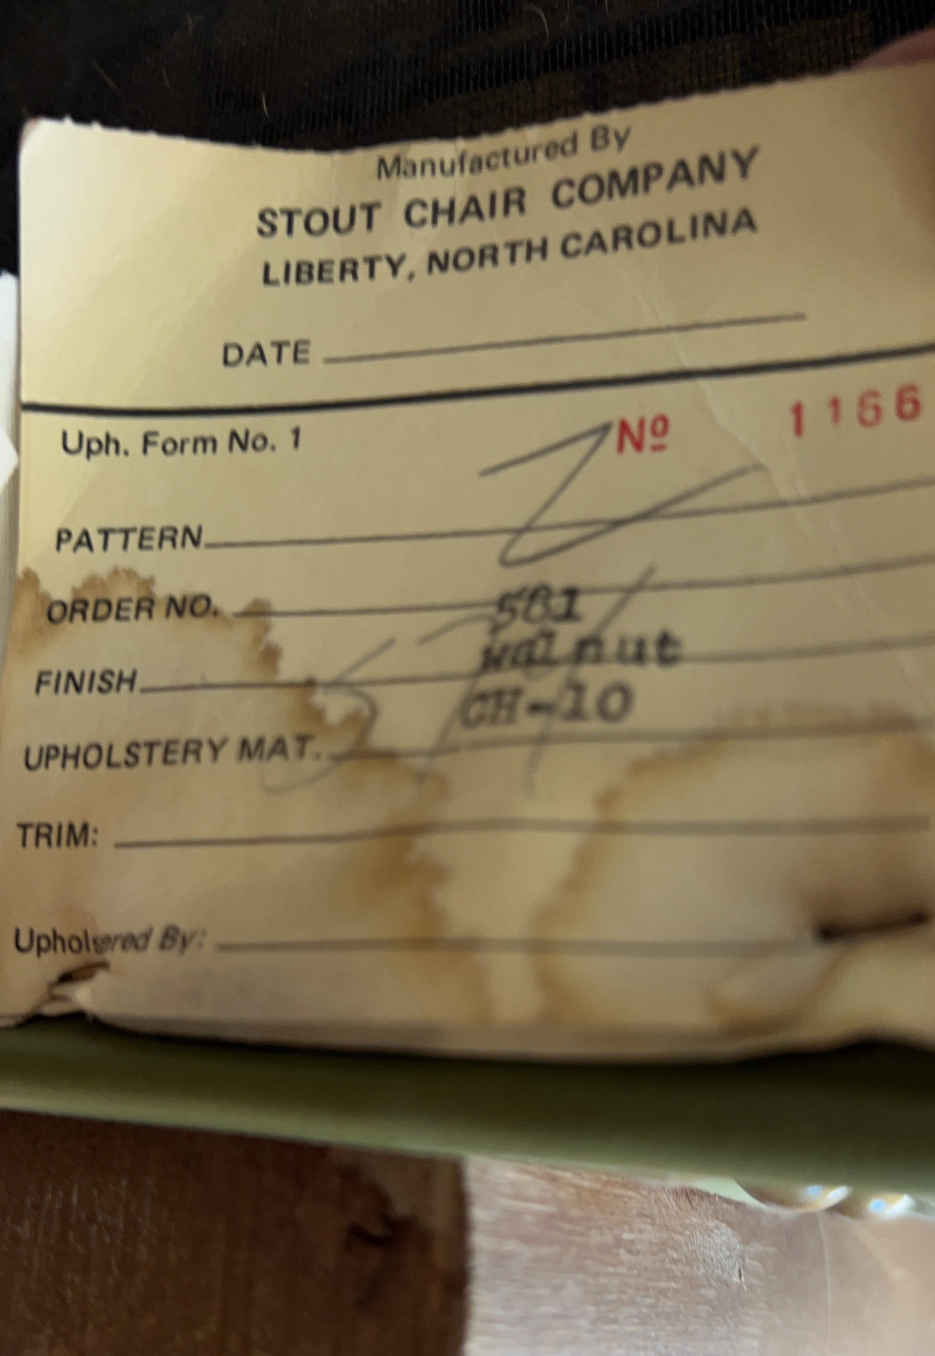 Manufactured By
STOUT CHAIR COMPANY
LIBERTY, NORTH CAROLINA
DATE
Uph. Form No. 1 Nº 1166
PATTERN
ORDER NO. 581
FINISH Walnut
CH-10
UPHOLSTERY MAT.
TRIM:
Upholsered By: